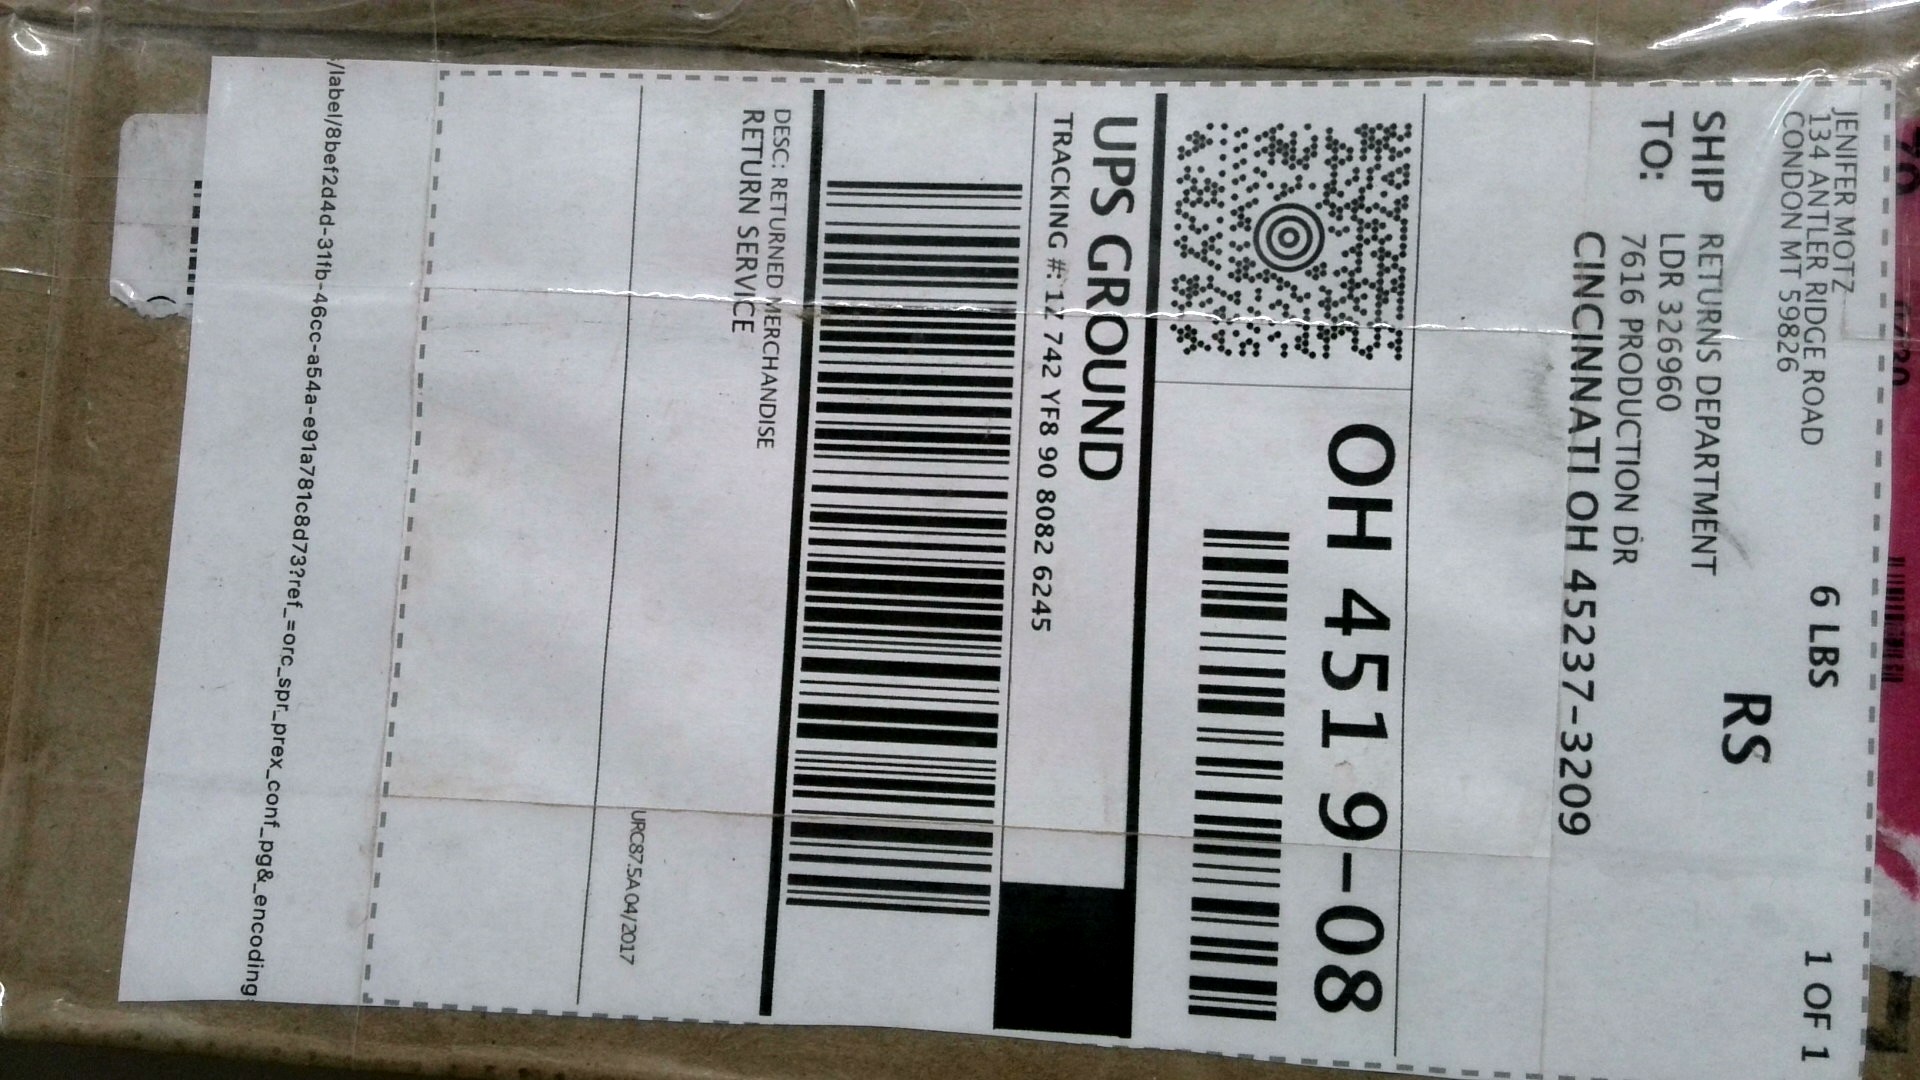 JENIFER MOTZ
134 ANTLER RIDGE ROAD
CONDON MT 59826
6 LBS
1 OF 1
RS
SHIP TO:
RETURNS DEPARTMENT
LDR 326960
7616 PRODUCTION DR
CINCINNATI OH 45237-3209
OH 451 9-08
UPS GROUND
TRACKING #: 1Z 742 YF8 90 8082 6245
DESC: RETURNED MERCHANDISE
RETURN SERVICE
URC87.5A 04/2017
/label/8bef2d4d-31fb-46cc-a54a-e91a781c8d73?ref_=orc_spr_prex_conf_pg&_encoding